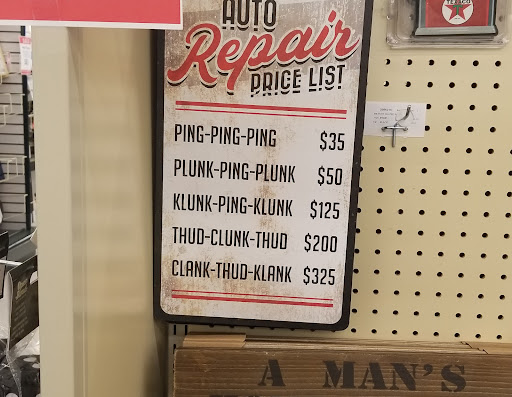 AUTO
Repair
PRICE LIST
PING-PING-PING $35
PLUNK-PING-PLUNK $50
KLUNK-PING-KLUNK $125
THUD-CLUNK-THUD $200
CLANK-THUD-KLANK $325
TEXACO
A MAN'S